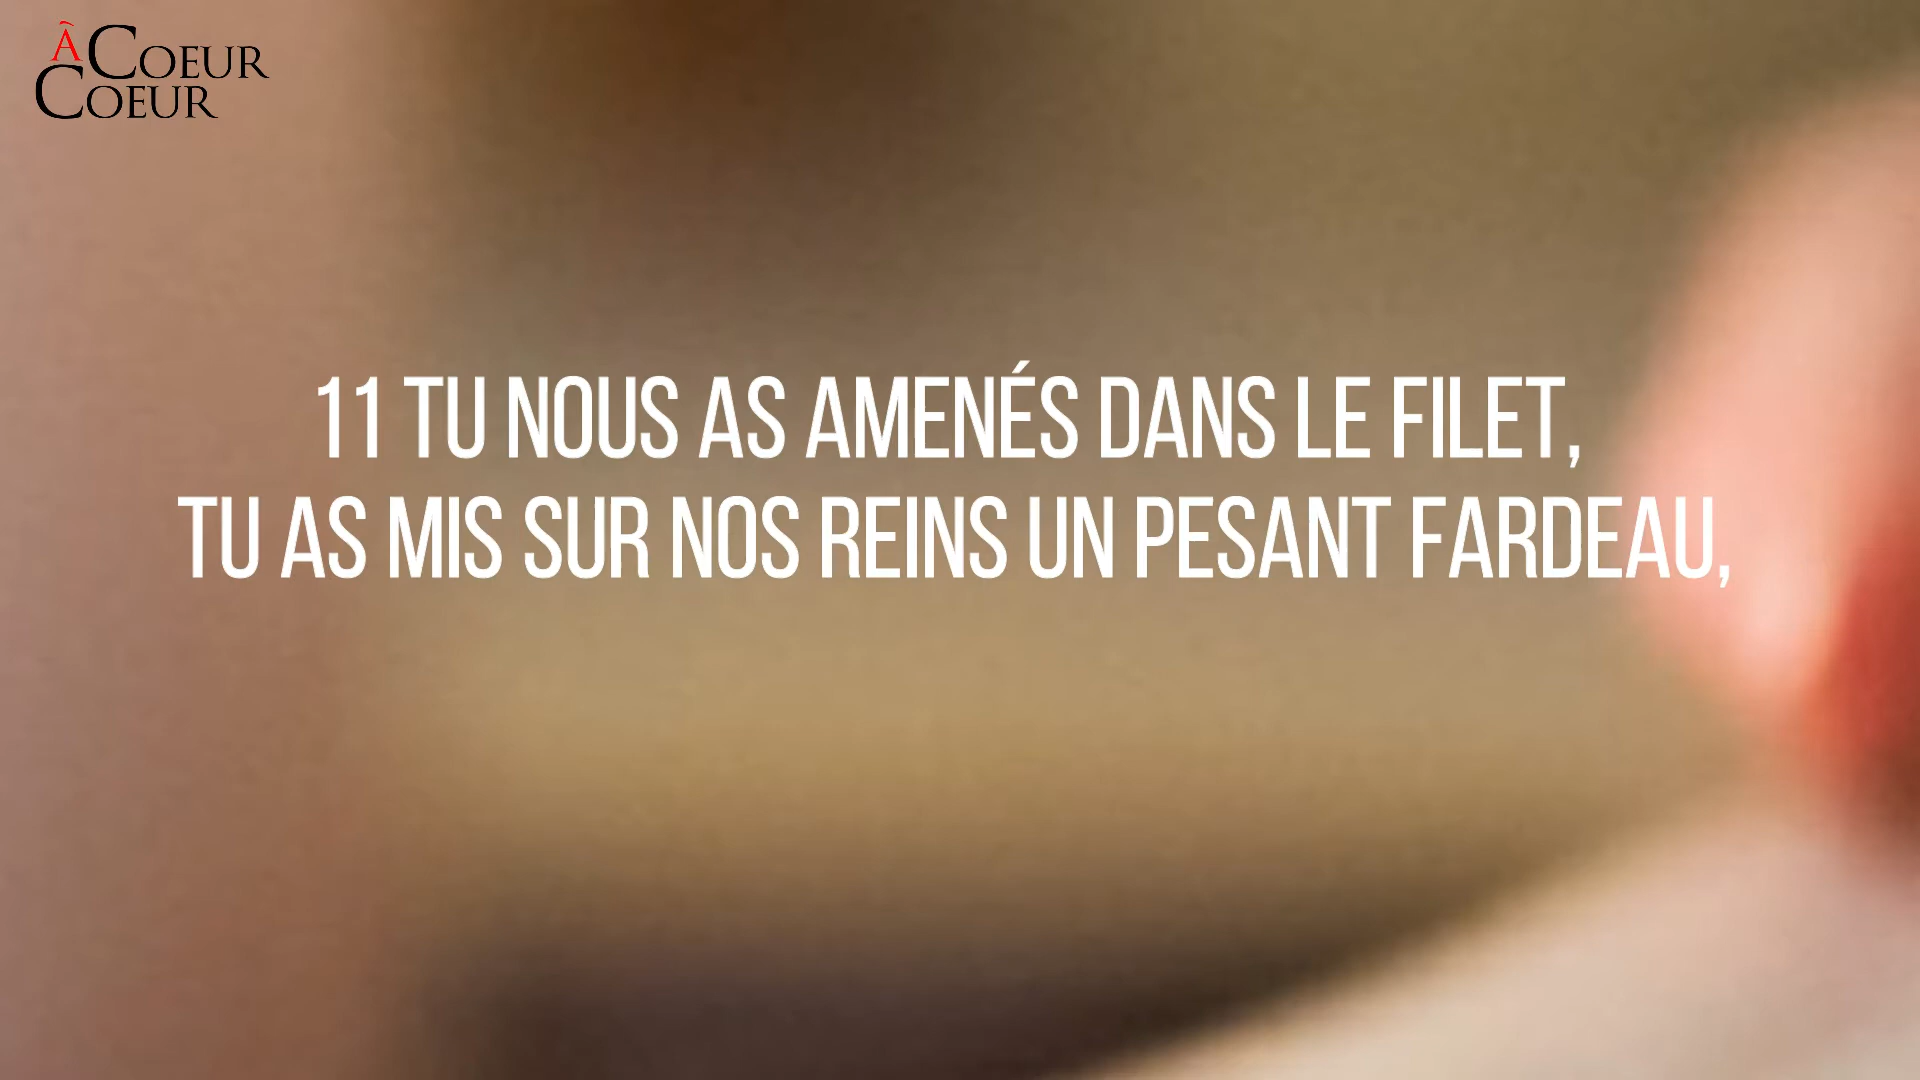 À COEUR
COEUR
11 TU NOUS AS AMENÉS DANS LE FILET,
TU AS MIS SUR NOS REINS UN PESANT FARDEAU,